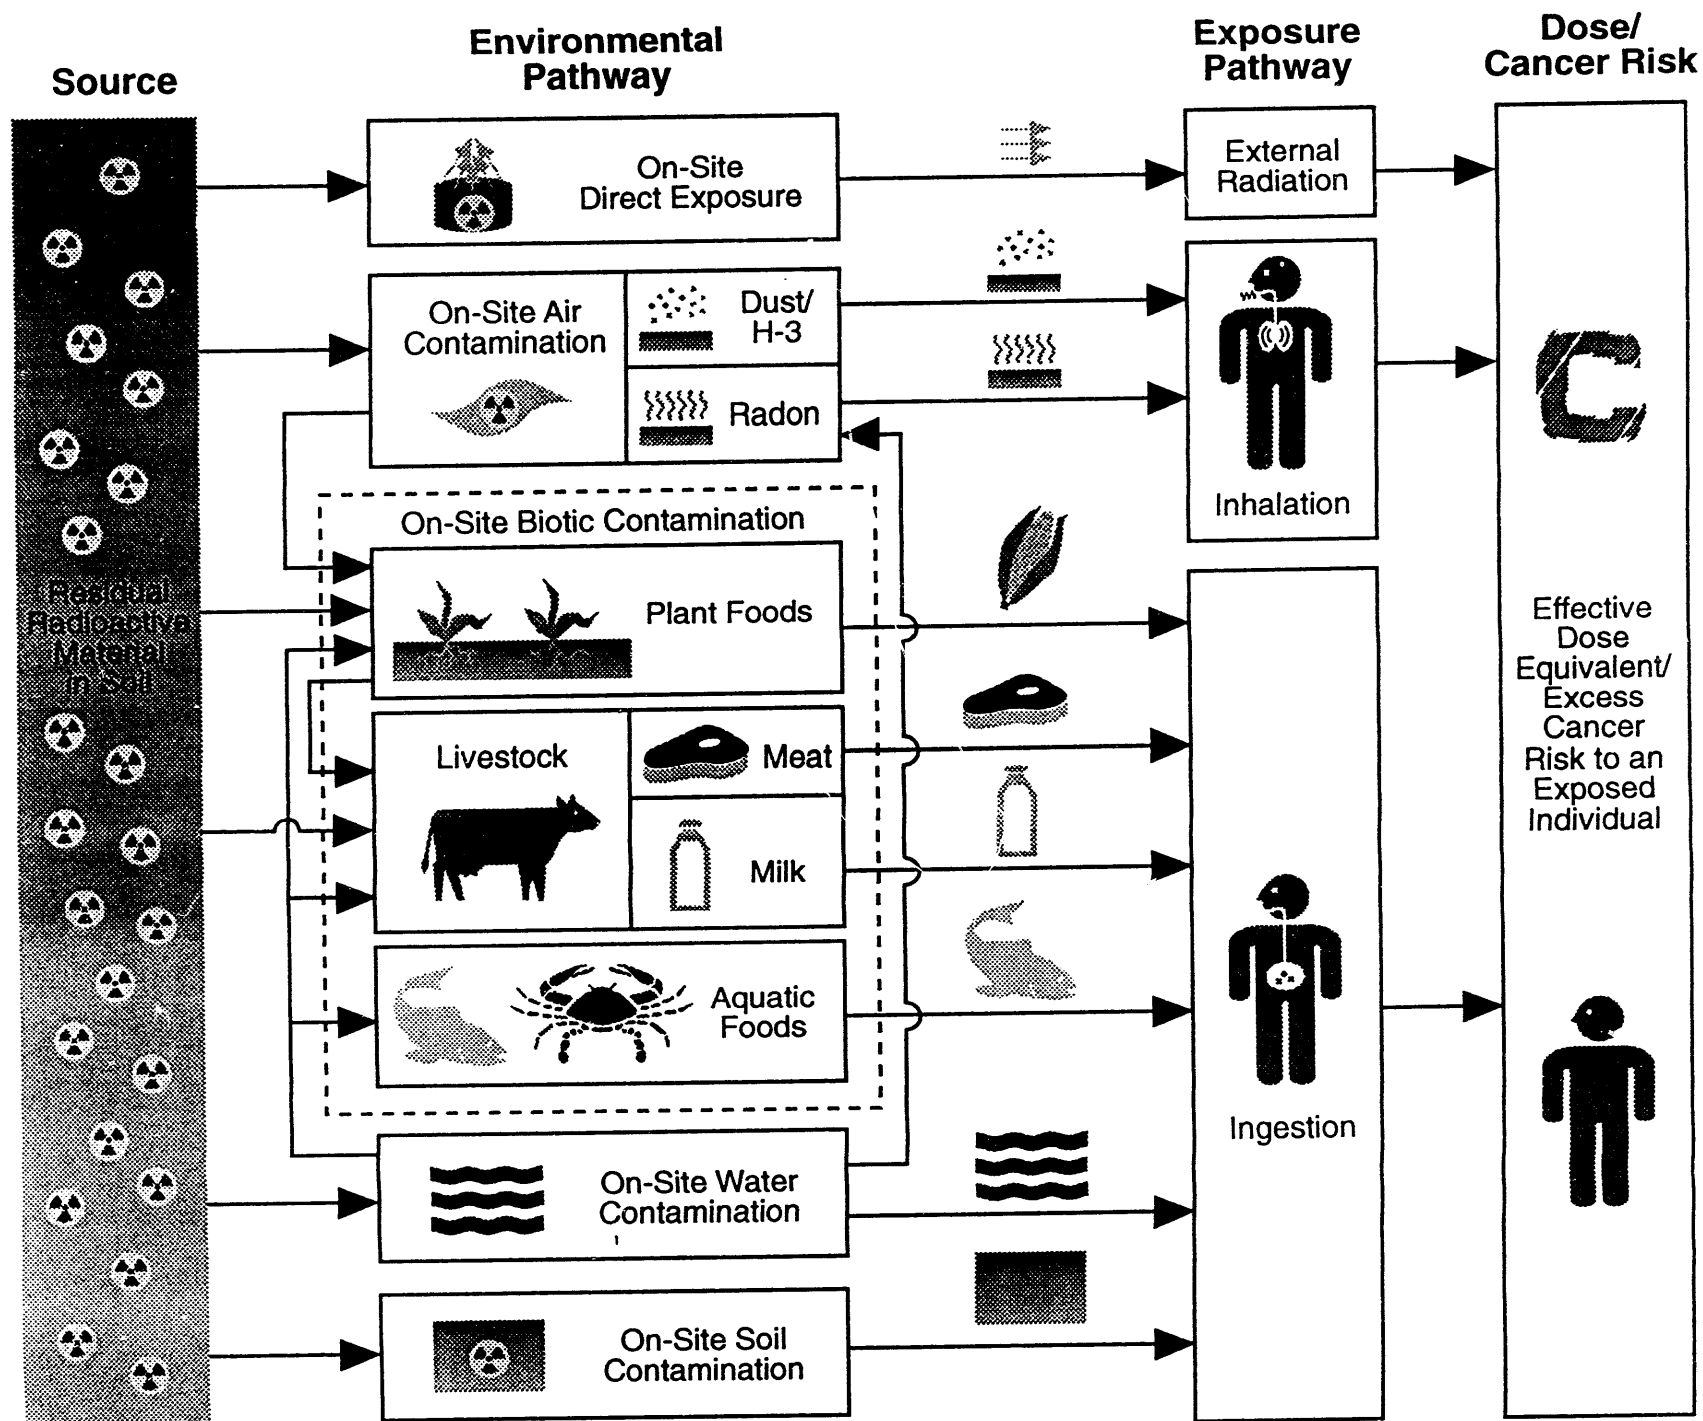 Source
Environmental
Pathway
Exposure
Pathway
Dose/
Cancer Risk
Residual
Radioactive
Material
in Soil
On-Site
Direct Exposure
On-Site Air
Contamination
Dust/
H-3
Radon
On-Site Biotic Contamination
Plant Foods
Livestock
Meat
Milk
Aquatic
Foods
On-Site Water
Contamination
On-Site Soil
Contamination
External
Radiation
Inhalation
Ingestion
Effective
Dose
Equivalent/
Excess
Cancer
Risk to an
Exposed
Individual